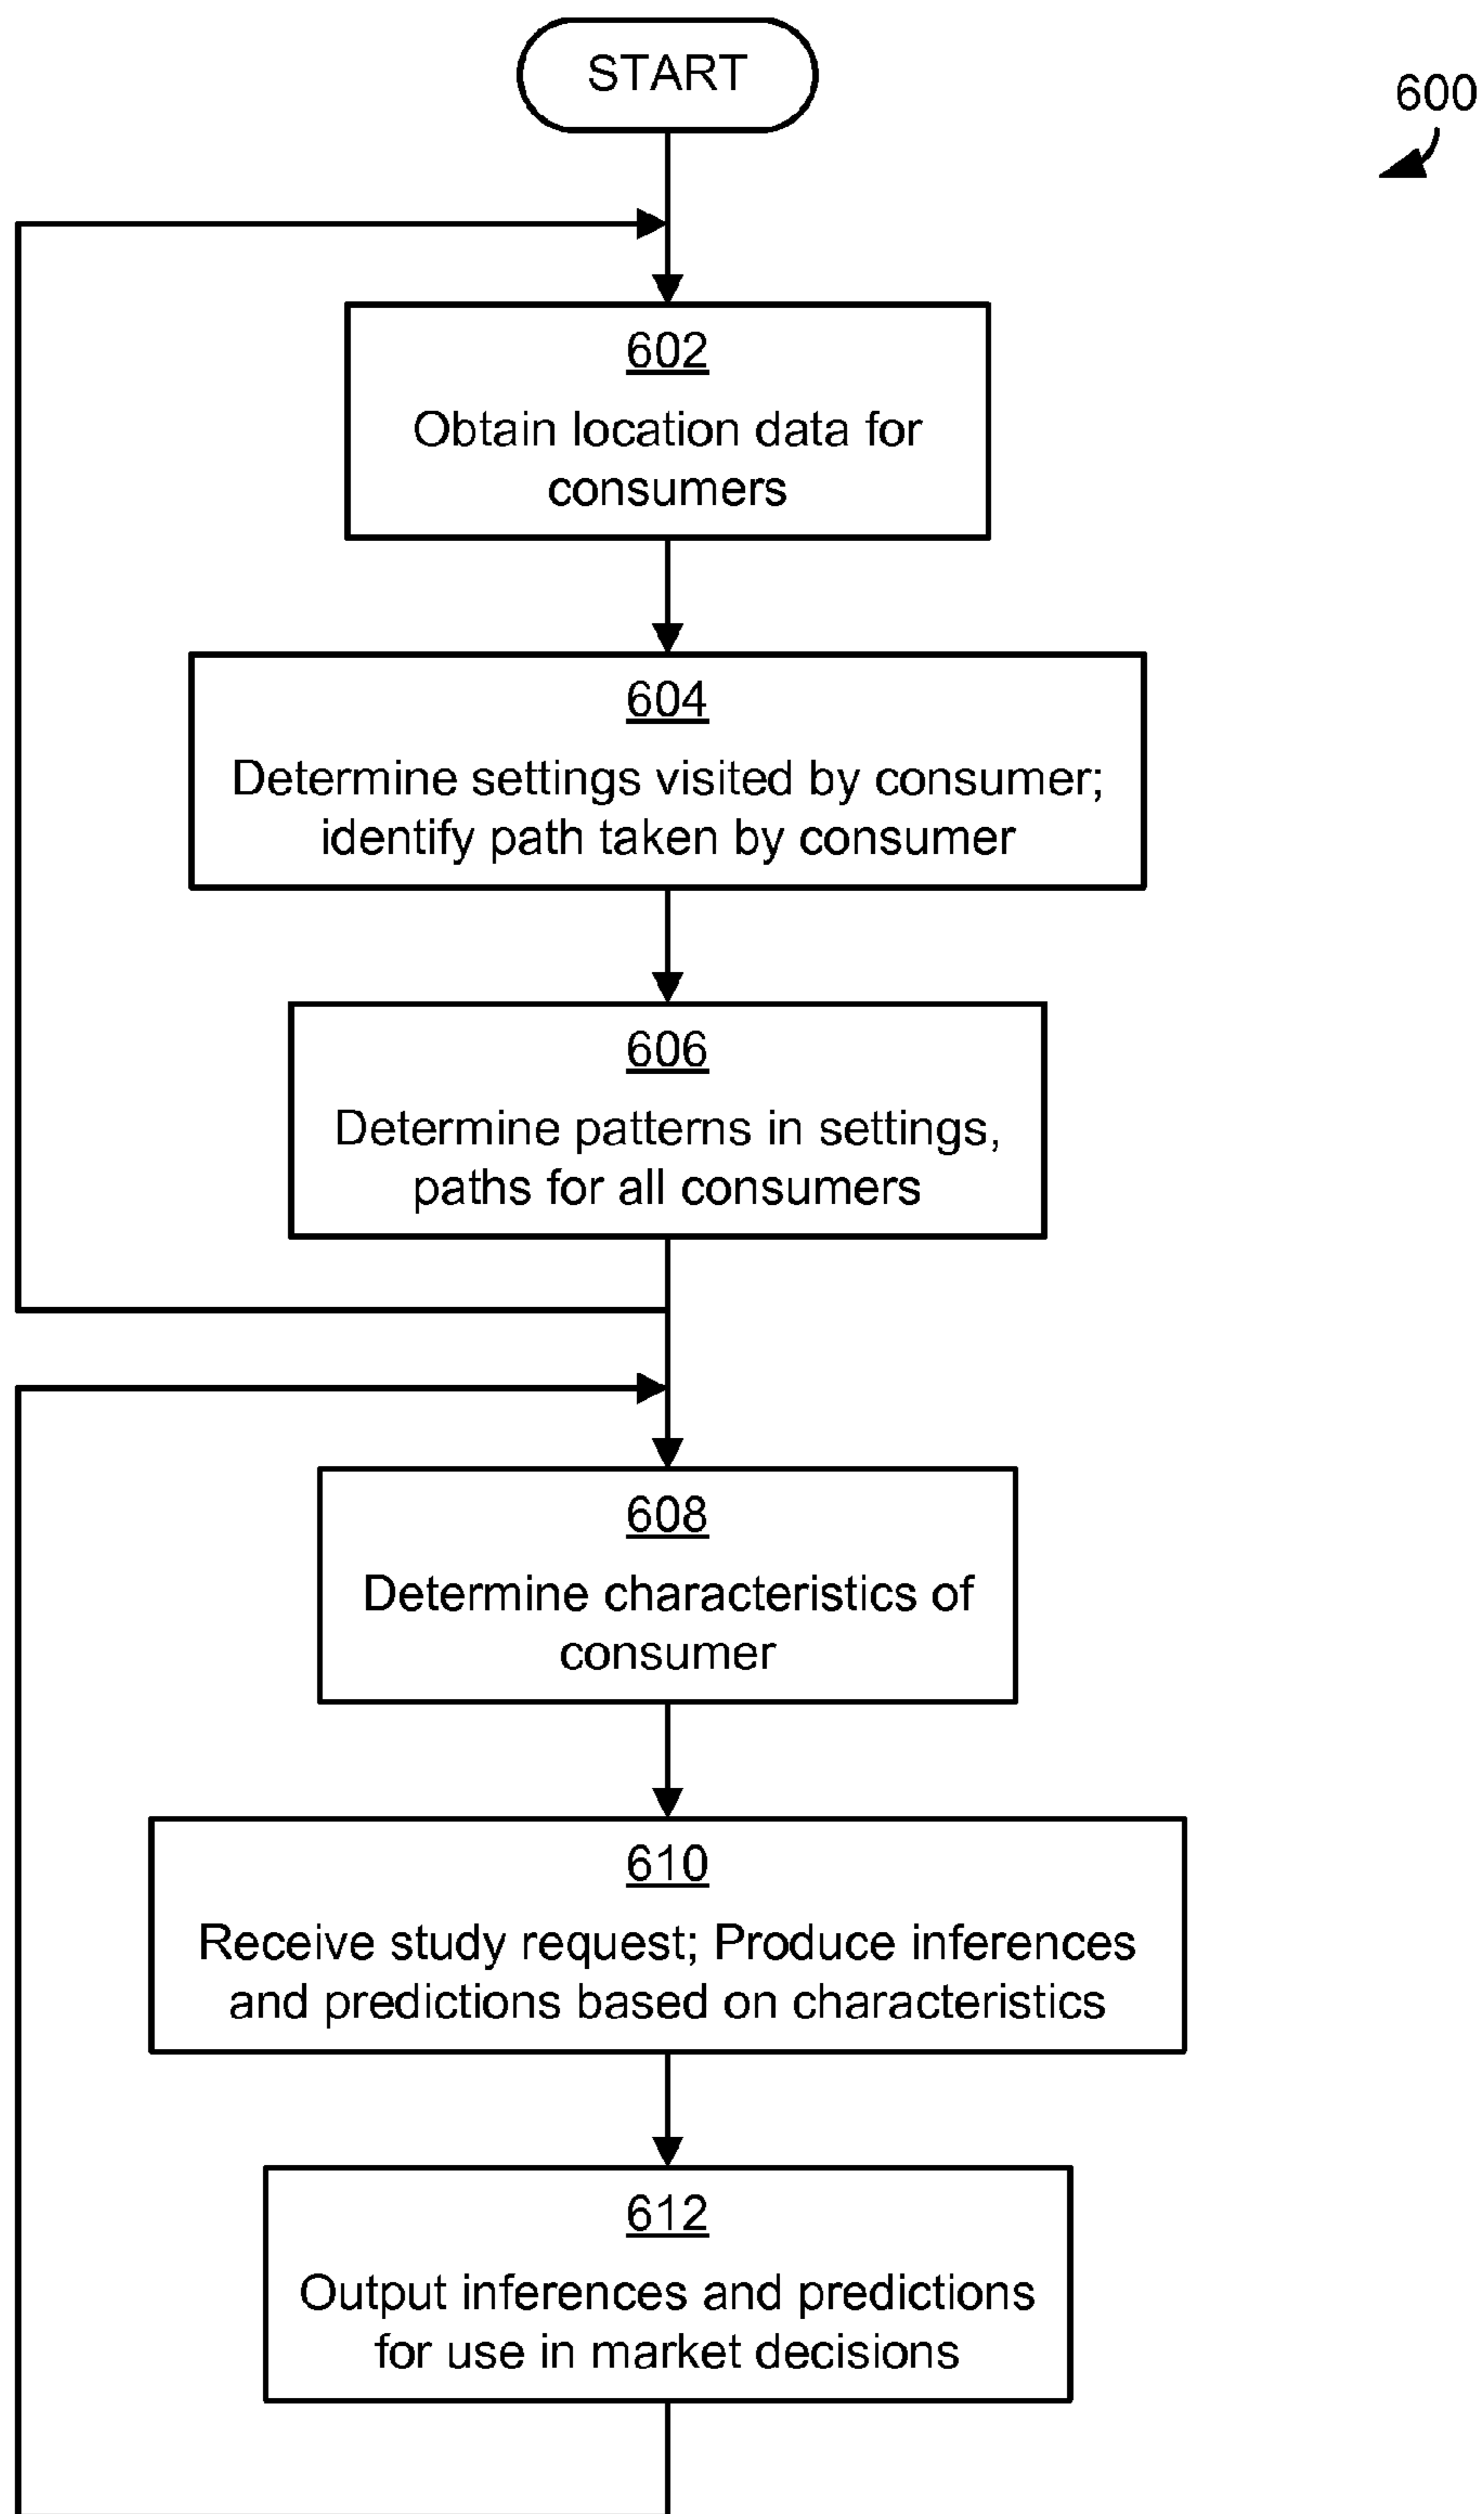 START
600
602
Obtain location data for
consumers
604
Determine settings visited by consumer;
identify path taken by consumer
606
Determine patterns in settings,
paths for all consumers
608
Determine characteristics of
consumer
610
Receive study request; Produce inferences
and predictions based on characteristics
612
Output inferences and predictions
for use in market decisions